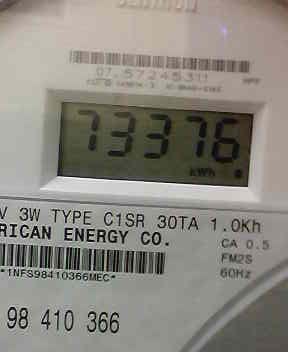 CENTRON
07.57245311
73376
kWh
V 3W TYPE C1SR 30TA 1.0Kh
RICAN ENERGY CO.
CA 0.5
FM2S
60Hz
*1NFS98410366MEC*
98 410 366